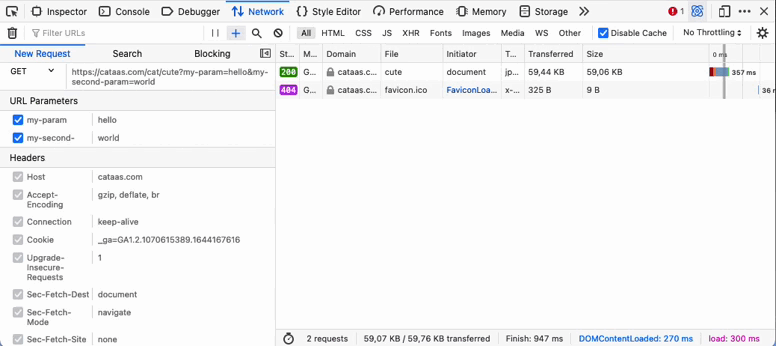 Inspector Console Debugger Network Style Editor Performance Memory Storage 1
Filter URLs All HTML CSS JS XHR Fonts Images Media WS Other Disable Cache No Throttling
New Request Search Blocking
GET https://cataas.com/cat/cute?my-param=hello&my-
second-param=world
URL Parameters
my-param hello
my-second- world
Headers
Host cataas.com
Accept-
Encoding gzip, deflate, br
Connection keep-alive
Cookie _ga=GA1.2.1070615389.1644167616
Upgrade-
Insecure-
Requests 1
Sec-Fetch-Dest document
Sec-Fetch-
Mode navigate
Sec-Fetch-Site none
St... M... Domain File Initiator T... Transferred Size 0 ms
200 G... cataas.c... cute document jp... 59,44 KB 59,06 KB 357 ms
404 G... cataas.c... favicon.ico FaviconLoa... x-... 325 B 9 B 36
2 requests 59,07 KB / 59,76 KB transferred Finish: 947 ms DOMContentLoaded: 270 ms load: 300 ms